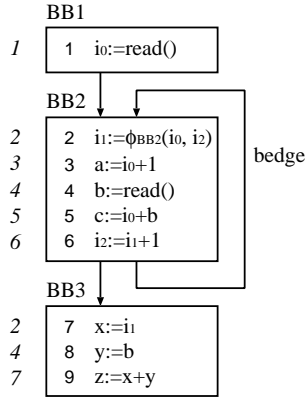 BB1
1 1 i₀:=read()
BB2
2 2 i₁:=ϕBB2(i₀, i₂)
3 3 a:=i₀+1
4 4 b:=read()
5 5 c:=i₀+b
6 6 i₂:=i₁+1
bedge
BB3
2 7 x:=i₁
4 8 y:=b
7 9 z:=x+y